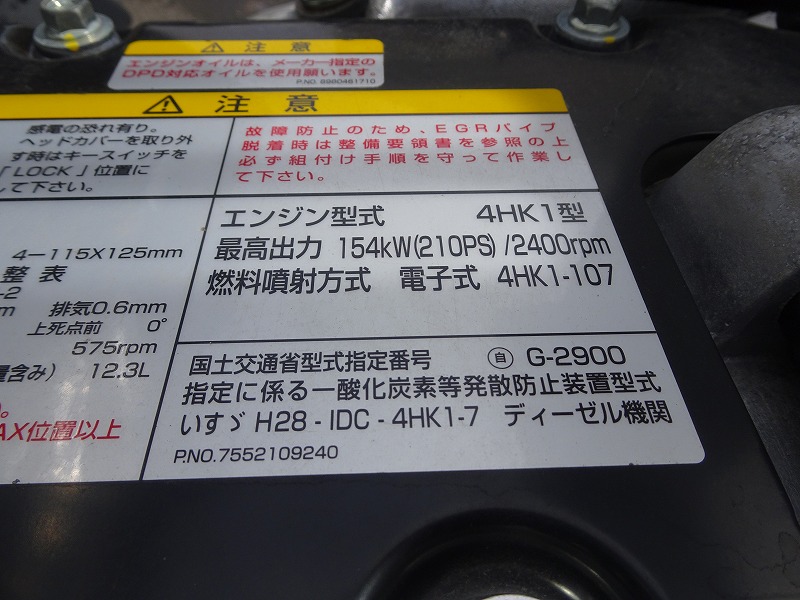 注意
エンジンオイルは、メーカー指定の
DPD対応オイルを使用願います。
P.NO. 8980461710
注意
感電の恐れ有り。
ヘッドカバーを取り外
す時はキースイッチを
「LOCK」位置に
して下さい。
故障防止のため、EGRパイプ
脱着時は整備要領書を参照の上
必ず組付け手順を守って作業し
て下さい。
4-115X125mm
整表
-2
m 排気0.6mm
上死点前 0°
575rpm
含み) 12.3L
。
AX位置以上
エンジン型式 4HK1型
最高出力 154kW(210PS)/2400rpm
燃料噴射方式 電子式 4HK1-107
国土交通省型式指定番号 自 G-2900
指定に係る一酸化炭素等発散防止装置型式
いすゞ H28-IDC-4HK1-7 ディーゼル機関
P.NO.7552109240